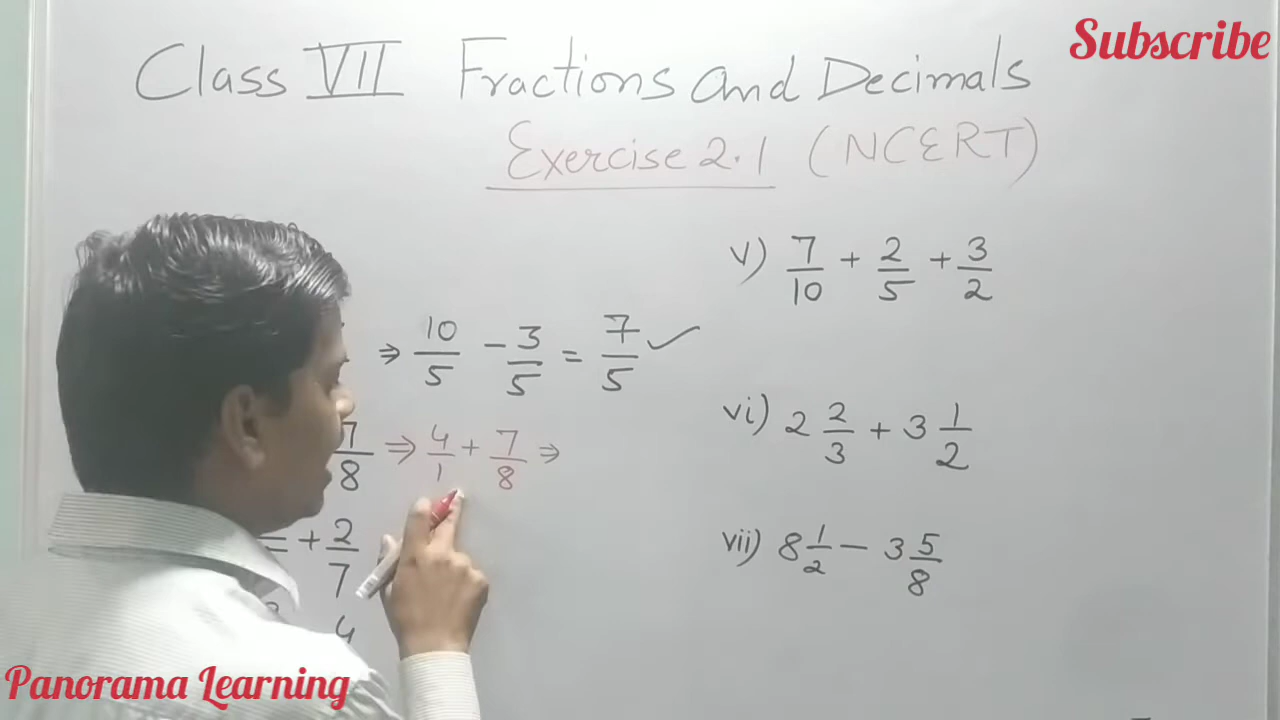 Subscribe
Class VII Fractions and Decimals
Exercise 2.1 (NCERT)
⇒ 10/5 - 3/5 = 7/5 ✓
7/8 ⇒ 4/1 + 7/8 ⇒
+ 2/7
4
v) 7/10 + 2/5 + 3/2
vi) 2 2/3 + 3 1/2
vii) 8 1/2 - 3 5/8
Panorama Learning